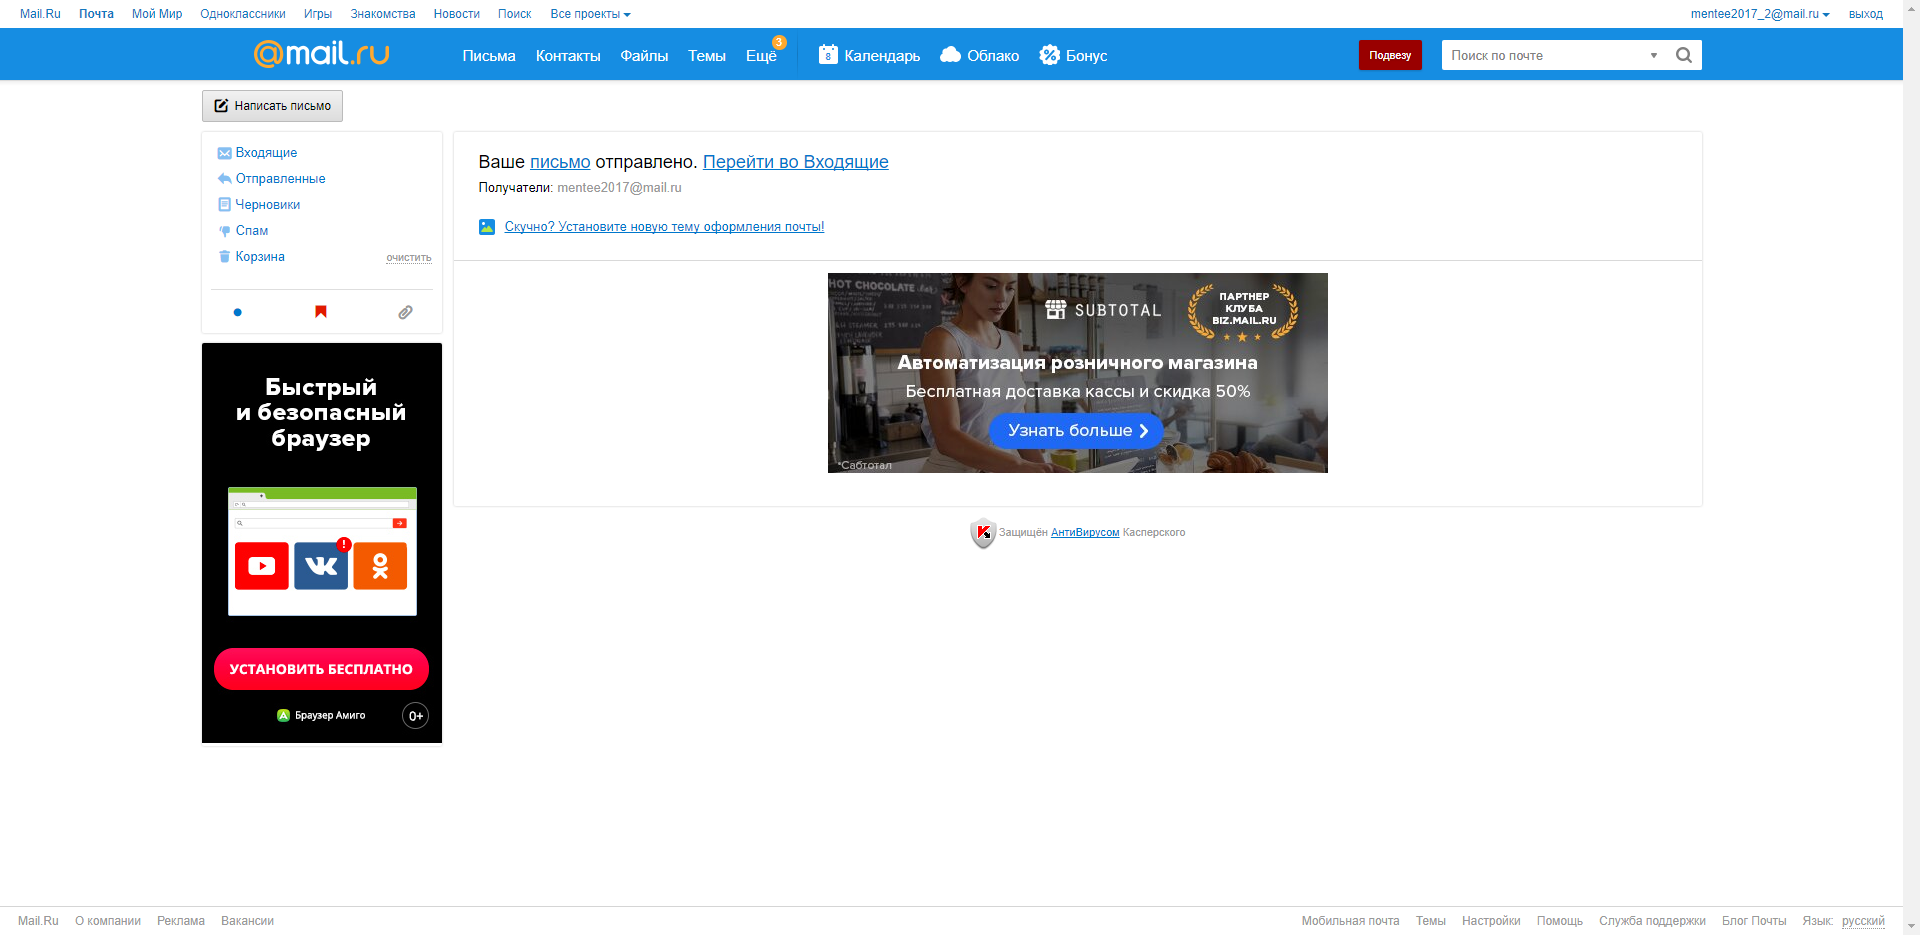 Mail.Ru Почта Мой Мир Одноклассники Игры Знакомства Новости Поиск Все проекты mentee2017_2@mail.ru выход
@mail.ru Письма Контакты Файлы Темы Ещё 3 8 Календарь Облако Бонус Подвезу Поиск по почте
Написать письмо
Входящие
Отправленные
Черновики
Спам
Корзина очистить
Ваше письмо отправлено. Перейти во Входящие
Получатели: mentee2017@mail.ru
Скучно? Установите новую тему оформления почты!
HOT CHOCOLATE
SUBTOTAL
ПАРТНЕР
КЛУБА
BIZ.MAIL.RU
Автоматизация розничного магазина
Бесплатная доставка кассы и скидка 50%
Узнать больше
*Сабтотал
Защищён АнтиВирусом Касперского
Быстрый
и безопасный
браузер
УСТАНОВИТЬ БЕСПЛАТНО
Браузер Амиго 0+
Mail.Ru О компании Реклама Вакансии Мобильная почта Темы Настройки Помощь Служба поддержки Блог Почты Язык: русский